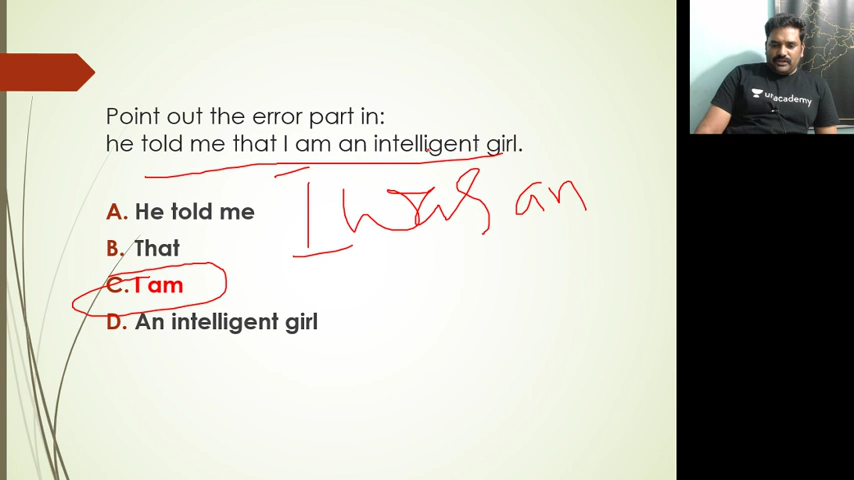 Point out the error part in:
he told me that I am an intelligent girl.
I was an
A. He told me
B. That
C. I am
D. An intelligent girl
unacademy